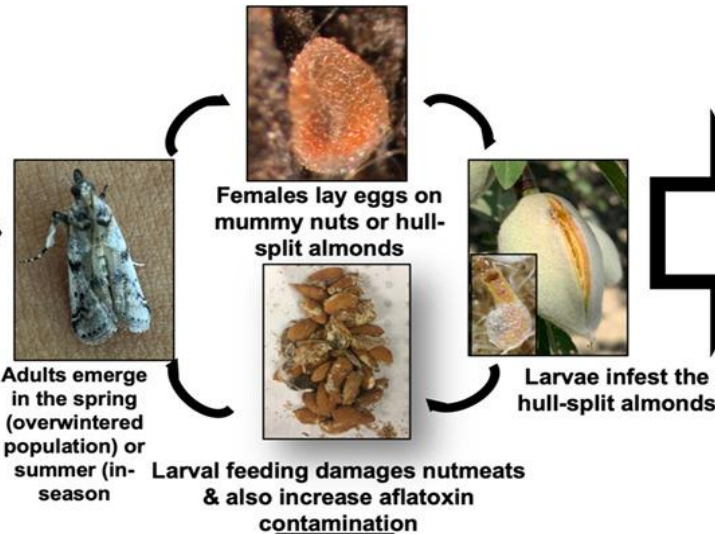 Females lay eggs on
mummy nuts or hull-
split almonds
Adults emerge
in the spring
(overwintered
population) or
summer (in-
season
Larvae infest the
hull-split almonds
Larval feeding damages nutmeats
& also increase aflatoxin
contamination